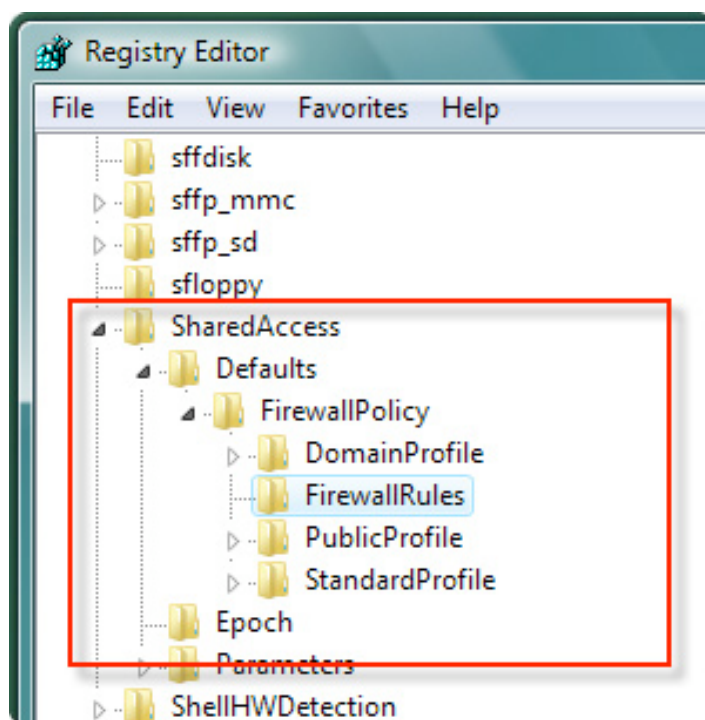 Registry Editor
File Edit View Favorites Help
sffdisk
sffp_mmc
sffp_sd
sfloppy
SharedAccess
Defaults
FirewallPolicy
DomainProfile
FirewallRules
PublicProfile
StandardProfile
Epoch
Parameters
ShellHWDetection